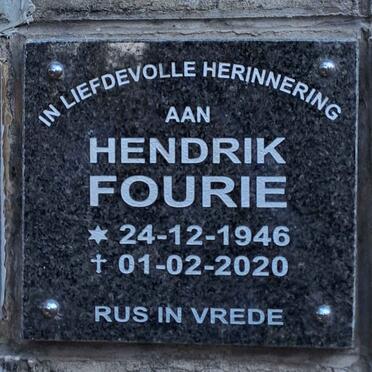 IN LIEFDEVOLLE HERINNERING
AAN
HENDRIK
FOURIE
✶ 24-12-1946
✝ 01-02-2020
RUS IN VREDE